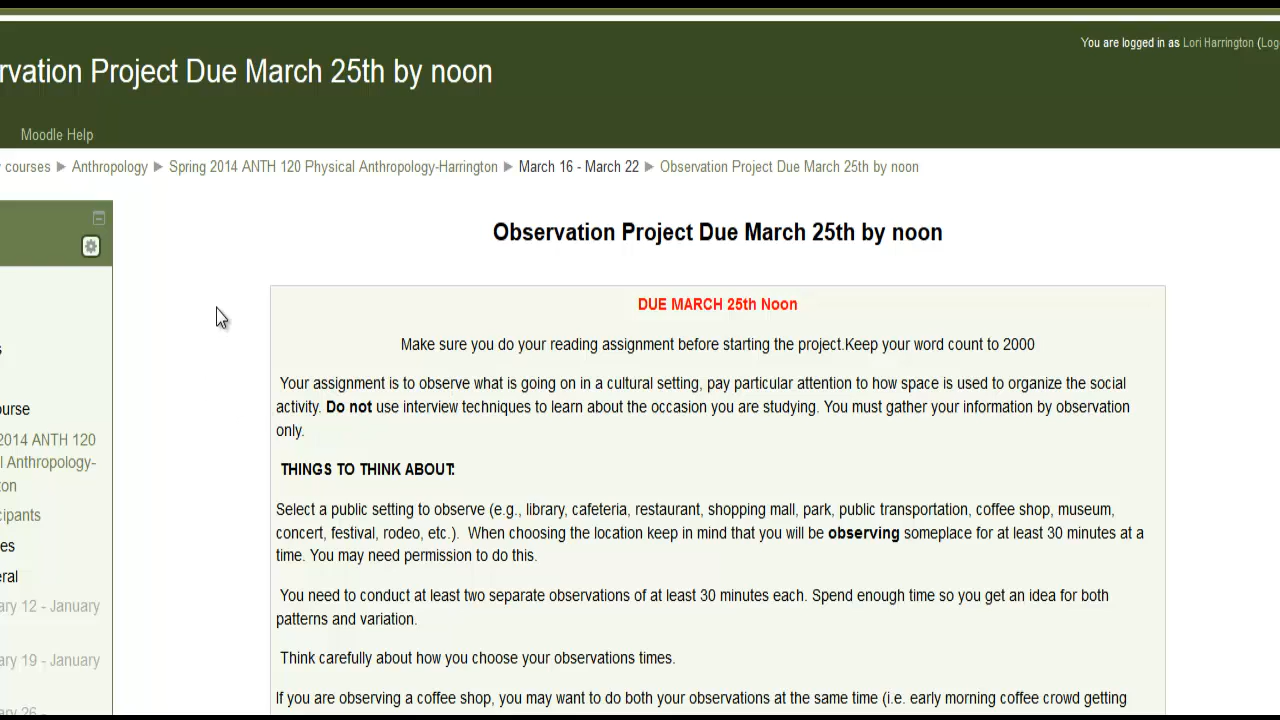 You are logged in as Lori Harrington (Log
rvation Project Due March 25th by noon
Moodle Help
courses ▶ Anthropology ▶ Spring 2014 ANTH 120 Physical Anthropology-Harrington ▶ March 16 - March 22 ▶ Observation Project Due March 25th by noon
Observation Project Due March 25th by noon
DUE MARCH 25th Noon
Make sure you do your reading assignment before starting the project.Keep your word count to 2000
Your assignment is to observe what is going on in a cultural setting, pay particular attention to how space is used to organize the social
activity. Do not use interview techniques to learn about the occasion you are studying. You must gather your information by observation
only.
THINGS TO THINK ABOUT:
Select a public setting to observe (e.g., library, cafeteria, restaurant, shopping mall, park, public transportation, coffee shop, museum,
concert, festival, rodeo, etc.). When choosing the location keep in mind that you will be observing someplace for at least 30 minutes at a
time. You may need permission to do this.
You need to conduct at least two separate observations of at least 30 minutes each. Spend enough time so you get an idea for both
patterns and variation.
Think carefully about how you choose your observations times.
If you are observing a coffee shop, you may want to do both your observations at the same time (i.e. early morning coffee crowd getting
s
ourse
2014 ANTH 120
l Anthropology-
ton
cipants
es
eral
ary 12 - January
ary 19 - January
ary 26 -